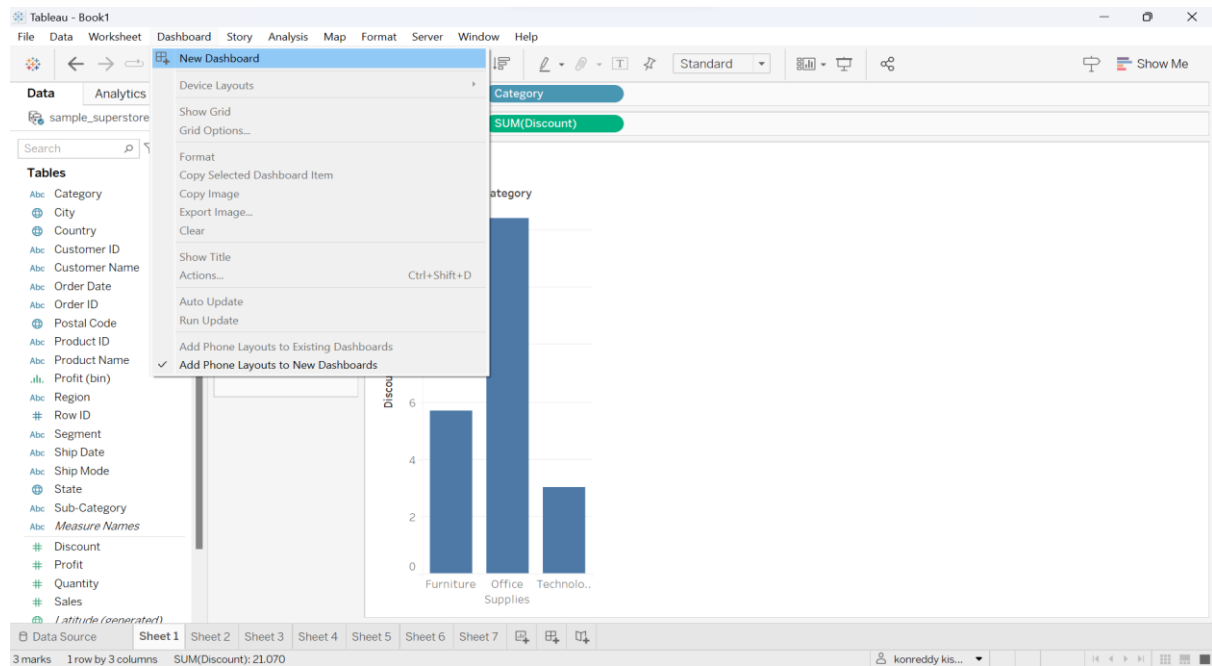 Tableau - Book1
File Data Worksheet Dashboard Story Analysis Map Format Server Window Help
Standard
Show Me
Data Analytics
sample_superstore
Search
Tables
Abc Category
City
Country
Abc Customer ID
Abc Customer Name
Abc Order Date
Abc Order ID
Postal Code
Abc Product ID
Abc Product Name
Profit (bin)
Abc Region
# Row ID
Abc Segment
Abc Ship Date
Abc Ship Mode
State
Abc Sub-Category
Abc Measure Names
# Discount
# Profit
# Quantity
# Sales
Latitude (generated)
New Dashboard
Device Layouts
Show Grid
Grid Options...
Format
Copy Selected Dashboard Item
Copy Image
Export Image...
Clear
Show Title
Actions... Ctrl+Shift+D
Auto Update
Run Update
Add Phone Layouts to Existing Dashboards
✓ Add Phone Layouts to New Dashboards
Category
SUM(Discount)
ategory
Discou
6
4
2
0
Furniture Office Technolo..
Supplies
Data Source Sheet 1 Sheet 2 Sheet 3 Sheet 4 Sheet 5 Sheet 6 Sheet 7
3 marks 1 row by 3 columns SUM(Discount): 21.070 konreddy kis...